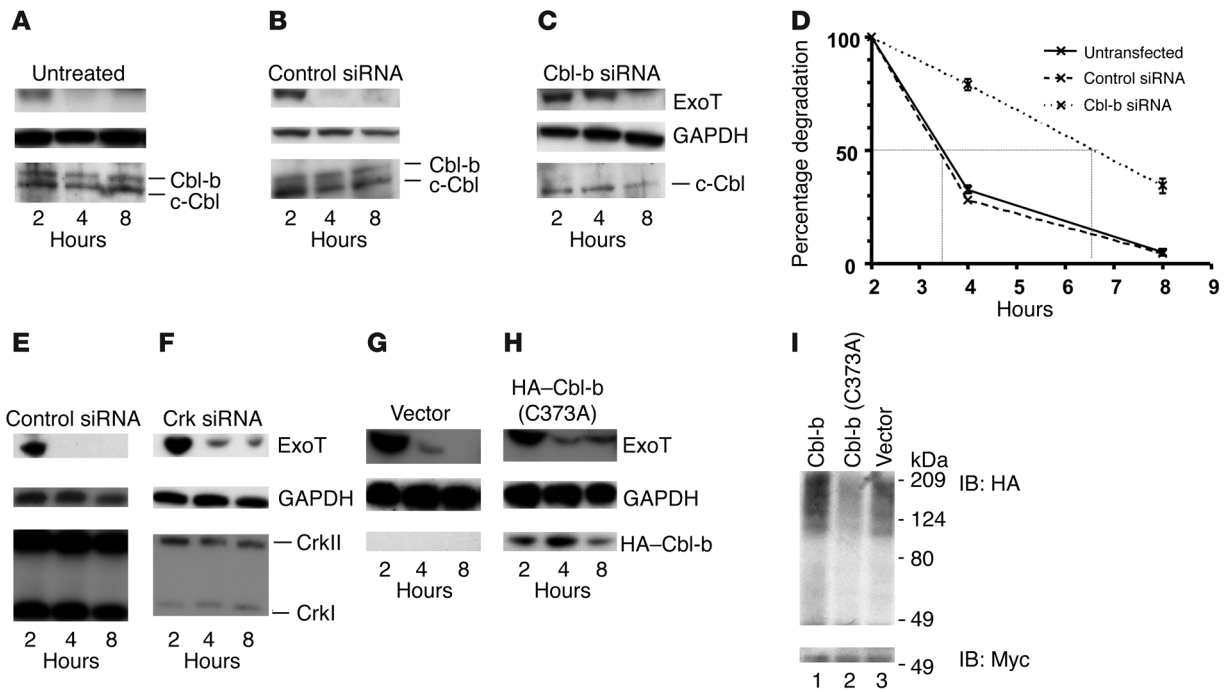 A
Untreated
Cbl-b
c-Cbl
2 4 8
Hours
B
Control siRNA
Cbl-b
c-Cbl
2 4 8
Hours
C
Cbl-b siRNA
ExoT
GAPDH
c-Cbl
2 4 8
Hours
D
Percentage degradation
100
50
0
2 3 4 5 6 7 8 9
Hours
Untransfected
Control siRNA
Cbl-b siRNA
E
Control siRNA
2 4 8
Hours
F
Crk siRNA
ExoT
GAPDH
CrkII
CrkI
2 4 8
Hours
G
Vector
2 4 8
Hours
H
HA–Cbl-b
(C373A)
ExoT
GAPDH
HA–Cbl-b
2 4 8
Hours
I
Cbl-b
Cbl-b (C373A)
Vector
kDa
209
124
80
49
IB: HA
49
IB: Myc
1 2 3